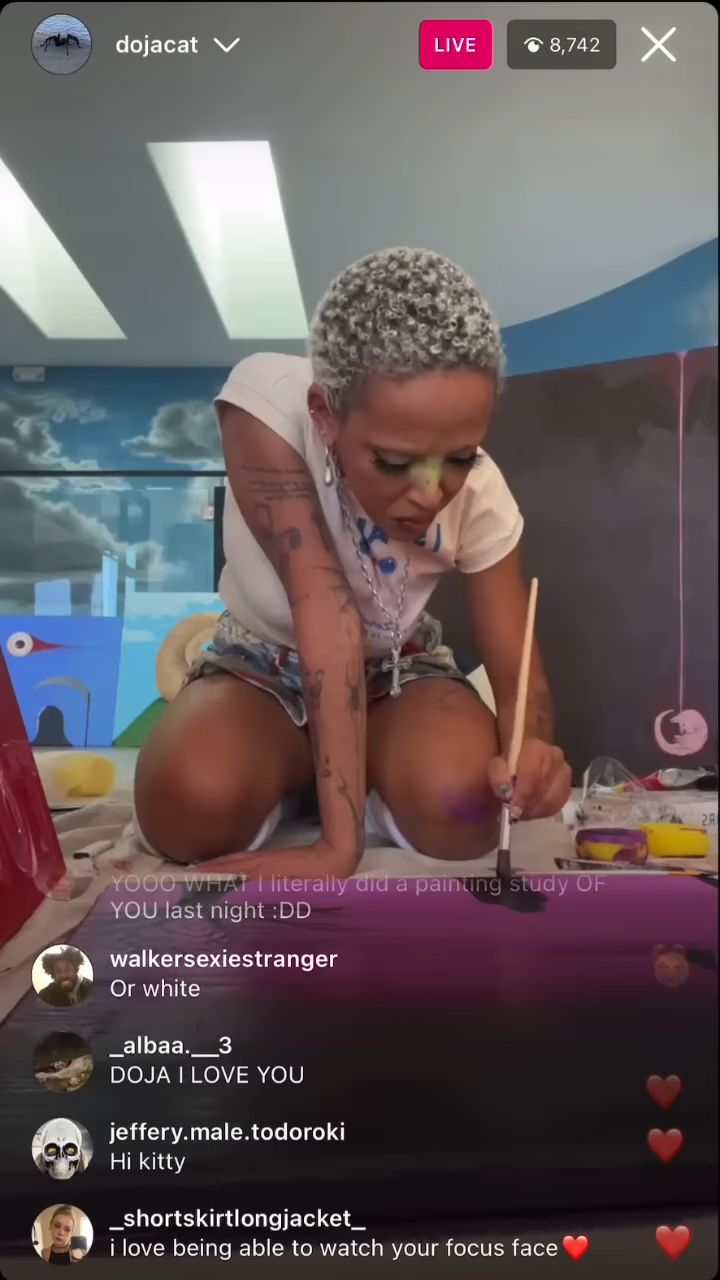 dojacat
LIVE
8,742
YOOO WHAT I literally did a painting study OF
YOU last night :DD
walkersexiestranger
Or white
_albaa.__3
DOJA I LOVE YOU
jeffery.male.todoroki
Hi kitty
_shortskirtlongjacket_
i love being able to watch your focus face❤️